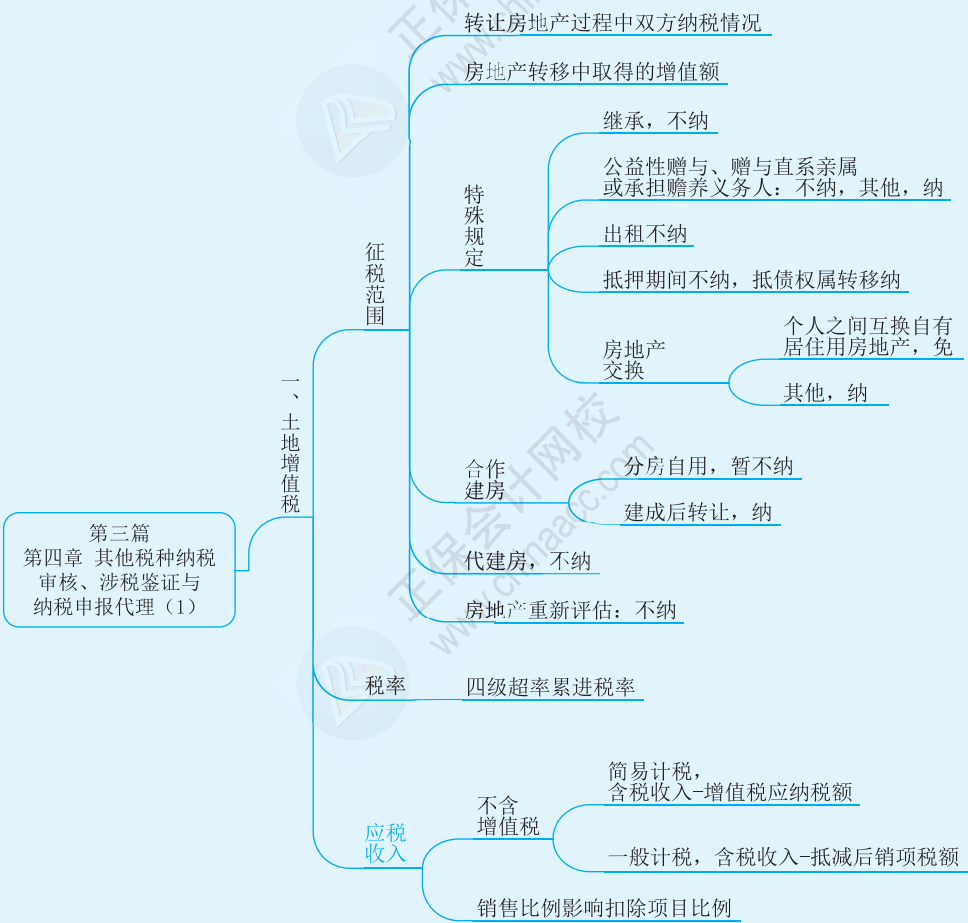 第三篇
第四章 其他税种纳税
审核、涉税鉴证与
纳税申报代理（1）
一、土地增值税
征税范围
转让房地产过程中双方纳税情况
房地产转移中取得的增值额
特殊规定
继承，不纳
公益性赠与、赠与直系亲属
或承担赡养义务人：不纳，其他，纳
出租不纳
抵押期间不纳，抵债权属转移纳
房地产
交换
个人之间互换自有
居住用房地产，免
其他，纳
合作
建房
分房自用，暂不纳
建成后转让，纳
代建房，不纳
房地产重新评估：不纳
税率
四级超率累进税率
应税
收入
不含
增值税
简易计税，
含税收入-增值税应纳税额
一般计税，含税收入-抵减后销项税额
销售比例影响扣除项目比例
正保会计网校
www.chinaacc.com